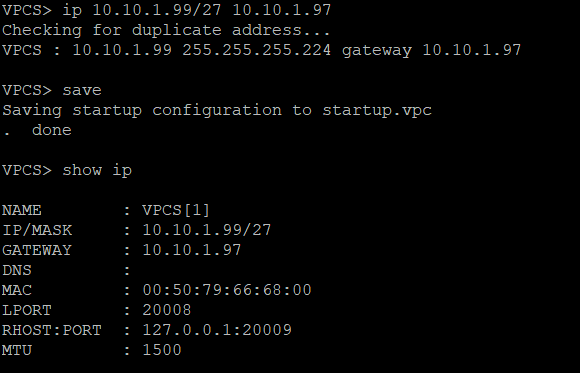 VPCS> ip 10.10.1.99/27 10.10.1.97
Checking for duplicate address...
VPCS : 10.10.1.99 255.255.255.224 gateway 10.10.1.97
VPCS> save
Saving startup configuration to startup.vpc
.  done
VPCS> show ip
NAME        : VPCS[1]
IP/MASK     : 10.10.1.99/27
GATEWAY     : 10.10.1.97
DNS         :
MAC         : 00:50:79:66:68:00
LPORT       : 20008
RHOST:PORT  : 127.0.0.1:20009
MTU         : 1500